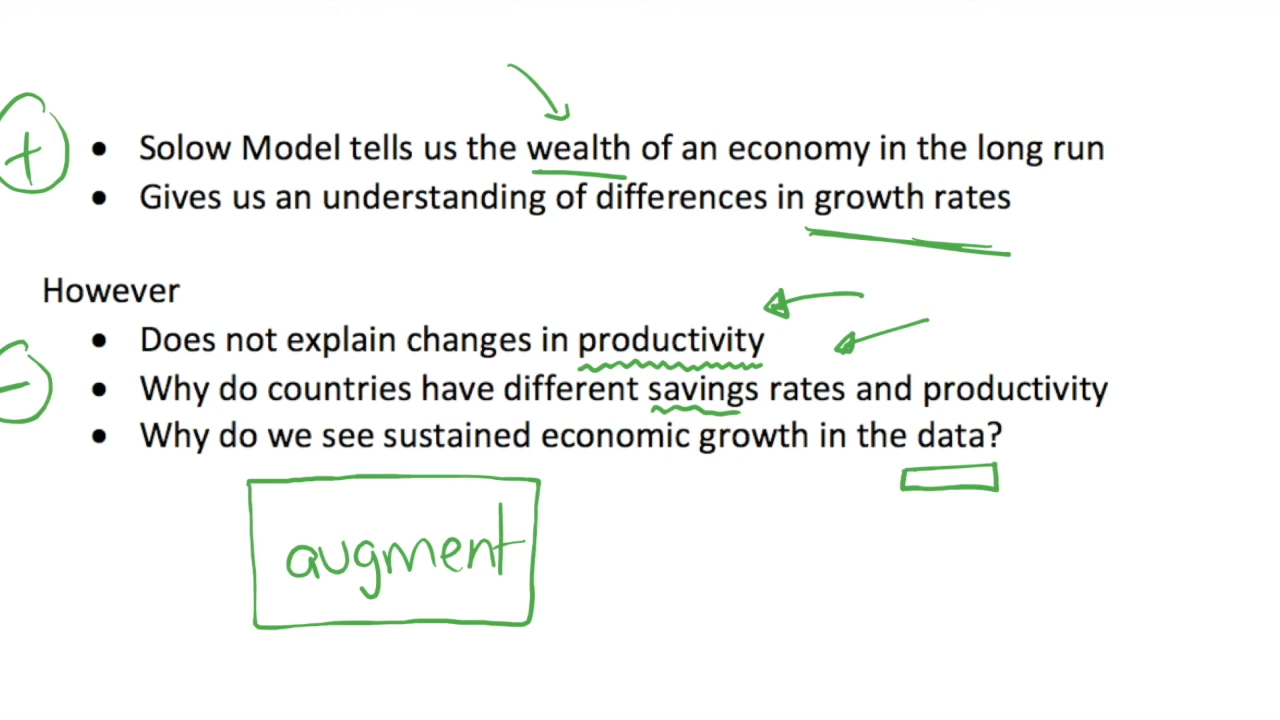 +
• Solow Model tells us the wealth of an economy in the long run
• Gives us an understanding of differences in growth rates
However
• Does not explain changes in productivity
-
• Why do countries have different savings rates and productivity
• Why do we see sustained economic growth in the data?
augment